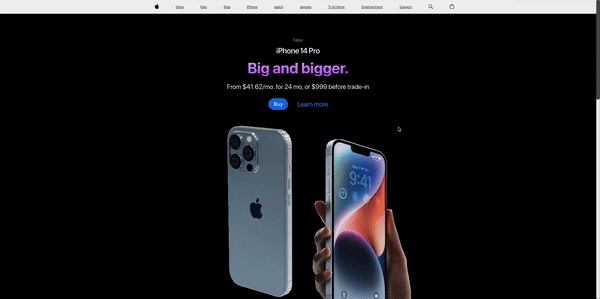 Store Mac iPad iPhone watch airpods Tv & Home Entertainment Support
New
iPhone 14 Pro
Big and bigger.
From $41.62/mo. for 24 mo, or $999 before trade-in
Buy Learn more
9:41